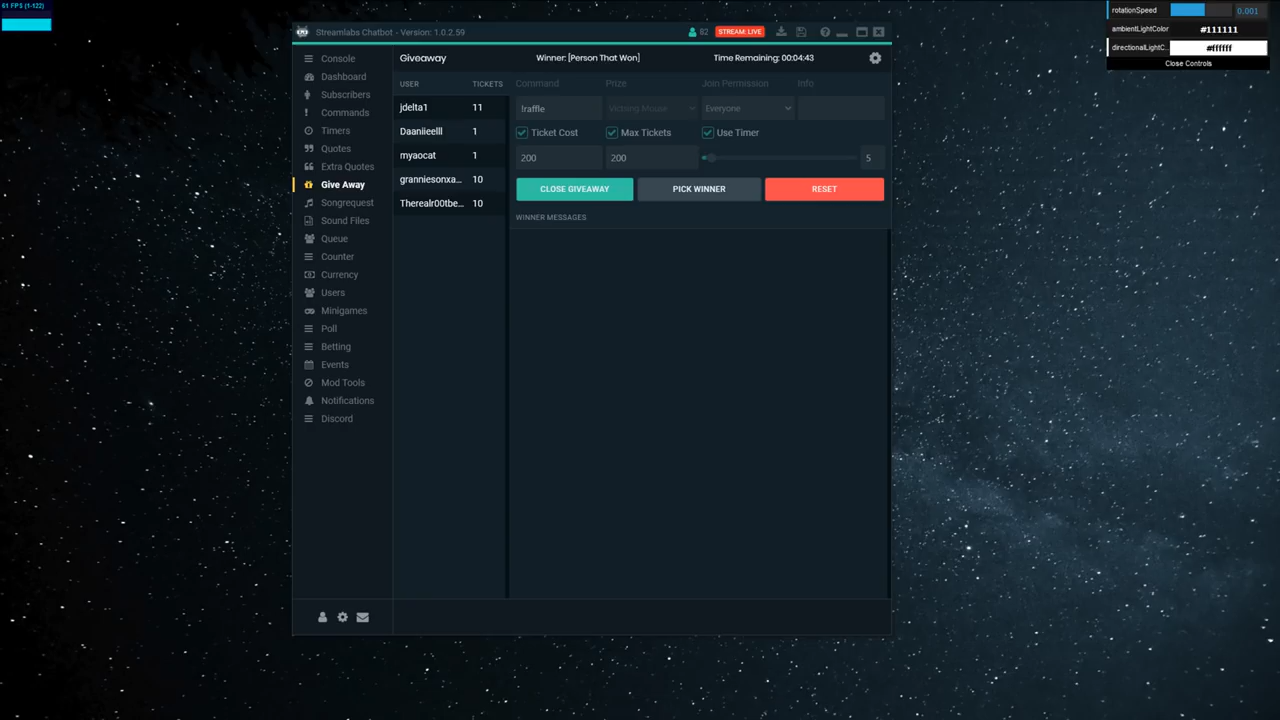 61 FPS (1-122)
rotationSpeed 0.001
ambientLightColor #111111
directionalLightC... #ffffff
Close Controls
Streamlabs Chatbot - Version: 1.0.2.59
82 STREAM: LIVE
Console
Dashboard
Subscribers
Commands
Timers
Quotes
Extra Quotes
Give Away
Songrequest
Sound Files
Queue
Counter
Currency
Users
Minigames
Poll
Betting
Events
Mod Tools
Notifications
Discord
Giveaway Winner: [Person That Won] Time Remaining: 00:04:43
USER TICKETS
jdelta1 11
Daaniieelll 1
myaocat 1
granniesonxa... 10
Therealr00tbe... 10
Command Prize Join Permission Info
!raffle Victsing Mouse Everyone
Ticket Cost Max Tickets Use Timer
200 200 5
CLOSE GIVEAWAY PICK WINNER RESET
WINNER MESSAGES